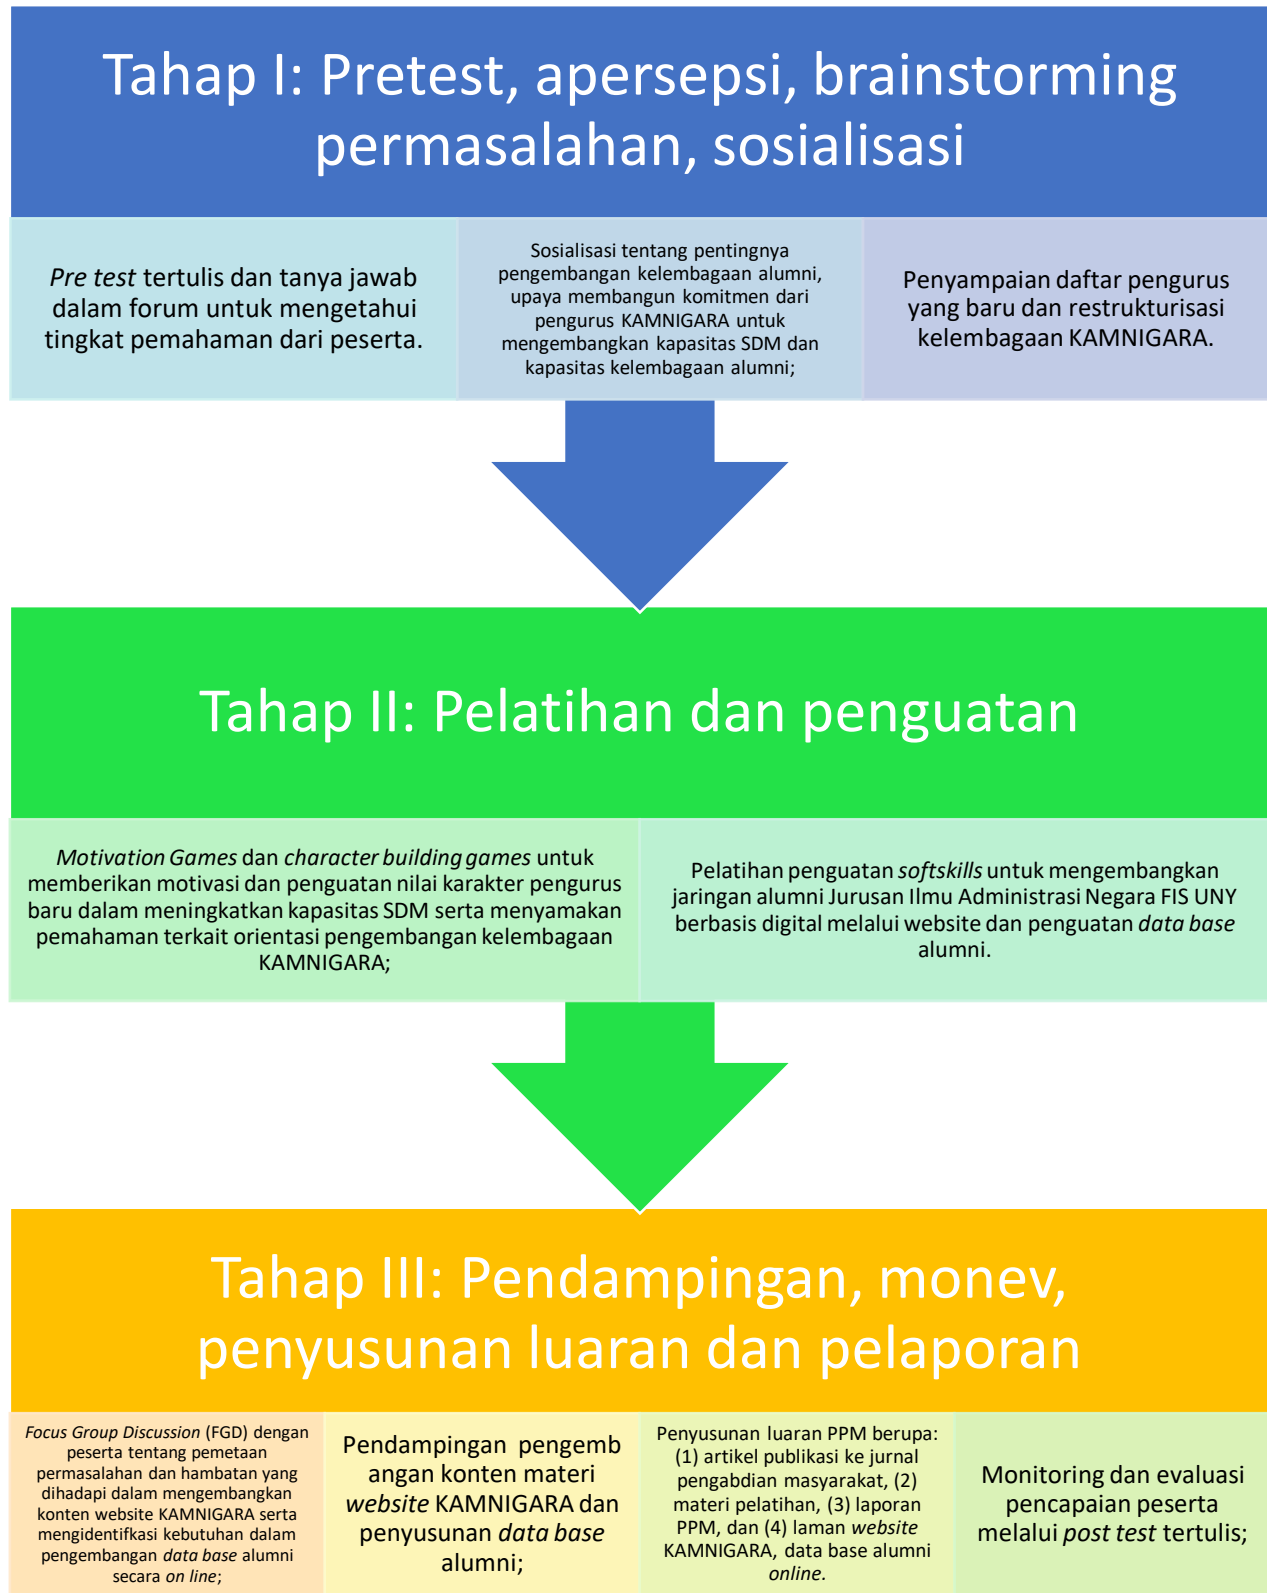 Tahap I: Pretest, apersepsi, brainstorming
permasalahan, sosialisasi
Pre test tertulis dan tanya jawab
dalam forum untuk mengetahui
tingkat pemahaman dari peserta.
Sosialisasi tentang pentingnya
pengembangan kelembagaan alumni,
upaya membangun komitmen dari
pengurus KAMNIGARA untuk
mengembangkan kapasitas SDM dan
kapasitas kelembagaan alumni;
Penyampaian daftar pengurus
yang baru dan restrukturisasi
kelembagaan KAMNIGARA.
Tahap II: Pelatihan dan penguatan
Motivation Games dan character building games untuk
memberikan motivasi dan penguatan nilai karakter pengurus
baru dalam meningkatkan kapasitas SDM serta menyamakan
pemahaman terkait orientasi pengembangan kelembagaan
KAMNIGARA;
Pelatihan penguatan softskills untuk mengembangkan
jaringan alumni Jurusan Ilmu Administrasi Negara FIS UNY
berbasis digital melalui website dan penguatan data base
alumni.
Tahap III: Pendampingan, monev,
penyusunan luaran dan pelaporan
Focus Group Discussion (FGD) dengan
peserta tentang pemetaan
permasalahan dan hambatan yang
dihadapi dalam mengembangkan
konten website KAMNIGARA serta
mengidentifkasi kebutuhan dalam
pengembangan data base alumni
secara on line;
Pendampingan pengemb
angan konten materi
website KAMNIGARA dan
penyusunan data base
alumni;
Penyusunan luaran PPM berupa:
(1) artikel publikasi ke jurnal
pengabdian masyarakat, (2)
materi pelatihan, (3) laporan
PPM, dan (4) laman website
KAMNIGARA, data base alumni
online.
Monitoring dan evaluasi
pencapaian peserta
melalui post test tertulis;